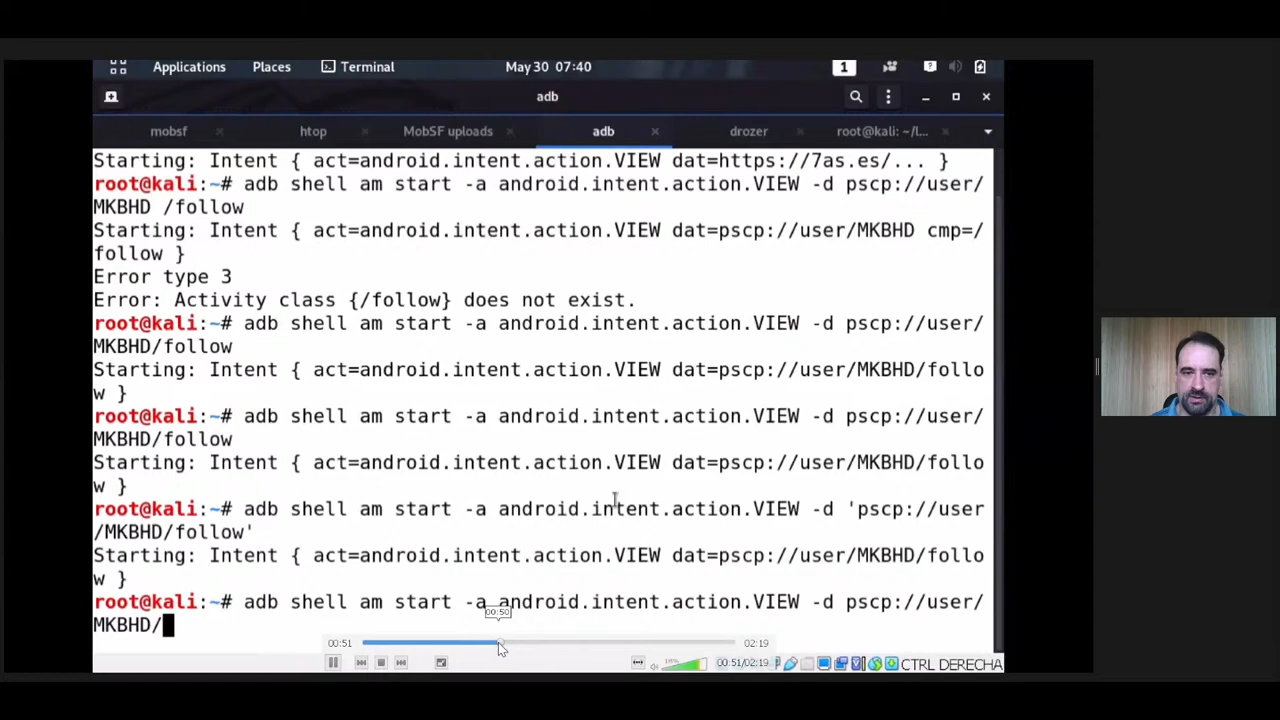 Applications Places Terminal May 30 07:40 1
adb
mobsf htop MobSF uploads adb drozer root@kali: ~/l...
Starting: Intent { act=android.intent.action.VIEW dat=https://7as.es/... }
root@kali:~# adb shell am start -a android.intent.action.VIEW -d pscp://user/
MKBHD /follow
Starting: Intent { act=android.intent.action.VIEW dat=pscp://user/MKBHD cmp=/
follow }
Error type 3
Error: Activity class {/follow} does not exist.
root@kali:~# adb shell am start -a android.intent.action.VIEW -d pscp://user/
MKBHD/follow
Starting: Intent { act=android.intent.action.VIEW dat=pscp://user/MKBHD/follo
w }
root@kali:~# adb shell am start -a android.intent.action.VIEW -d pscp://user/
MKBHD/follow
Starting: Intent { act=android.intent.action.VIEW dat=pscp://user/MKBHD/follo
w }
root@kali:~# adb shell am start -a android.intent.action.VIEW -d 'pscp://user
/MKBHD/follow'
Starting: Intent { act=android.intent.action.VIEW dat=pscp://user/MKBHD/follo
w }
root@kali:~# adb shell am start -a android.intent.action.VIEW -d pscp://user/
MKBHD/
00:50
00:51 02:19
00:51/02:19 CTRL DERECHA